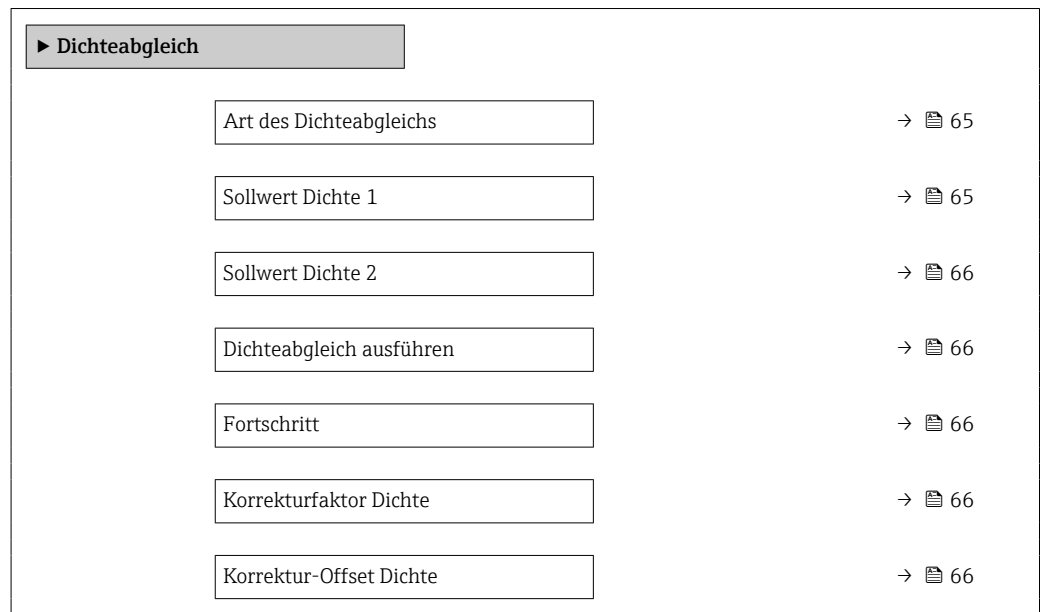 ▶ Dichteabgleich
Art des Dichteabgleichs → 65
Sollwert Dichte 1 → 65
Sollwert Dichte 2 → 66
Dichteabgleich ausführen → 66
Fortschritt → 66
Korrekturfaktor Dichte → 66
Korrektur-Offset Dichte → 66